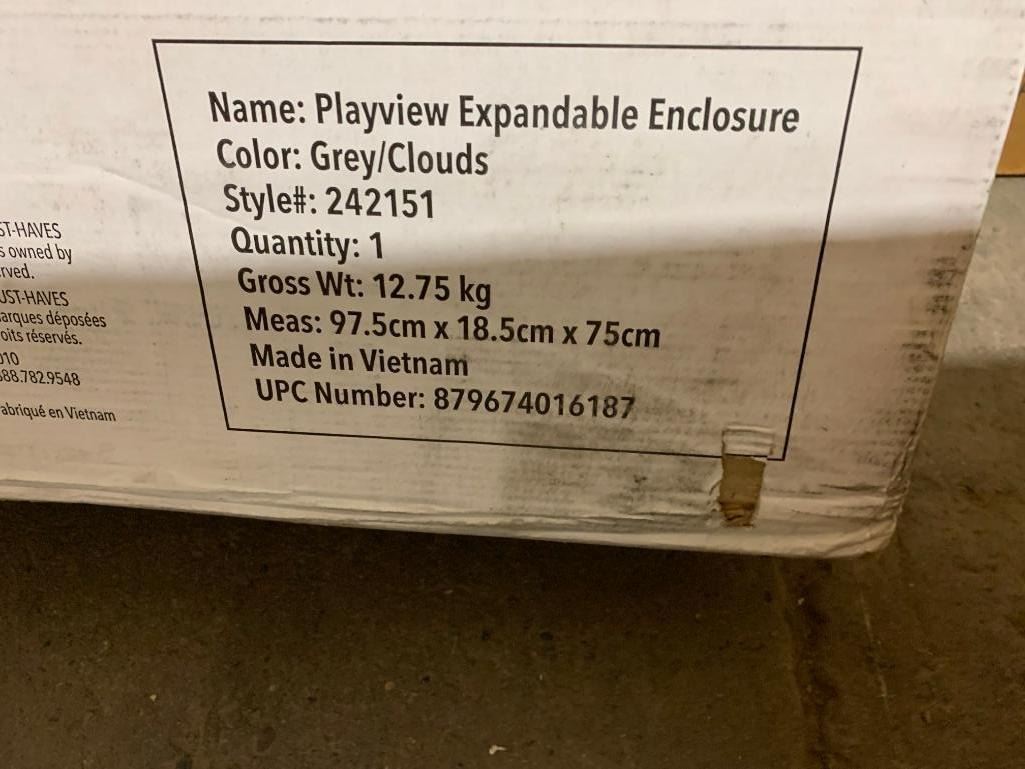 Name: Playview Expandable Enclosure
Color: Grey/Clouds
Style#: 242151
Quantity: 1
Gross Wt: 12.75 kg
Meas: 97.5cm x 18.5cm x 75cm
Made in Vietnam
UPC Number: 879674016187
ST-HAVES
s owned by
rved.
UST-HAVES
arques déposées
oits réservés.
010
888.782.9548
abriqué en Vietnam